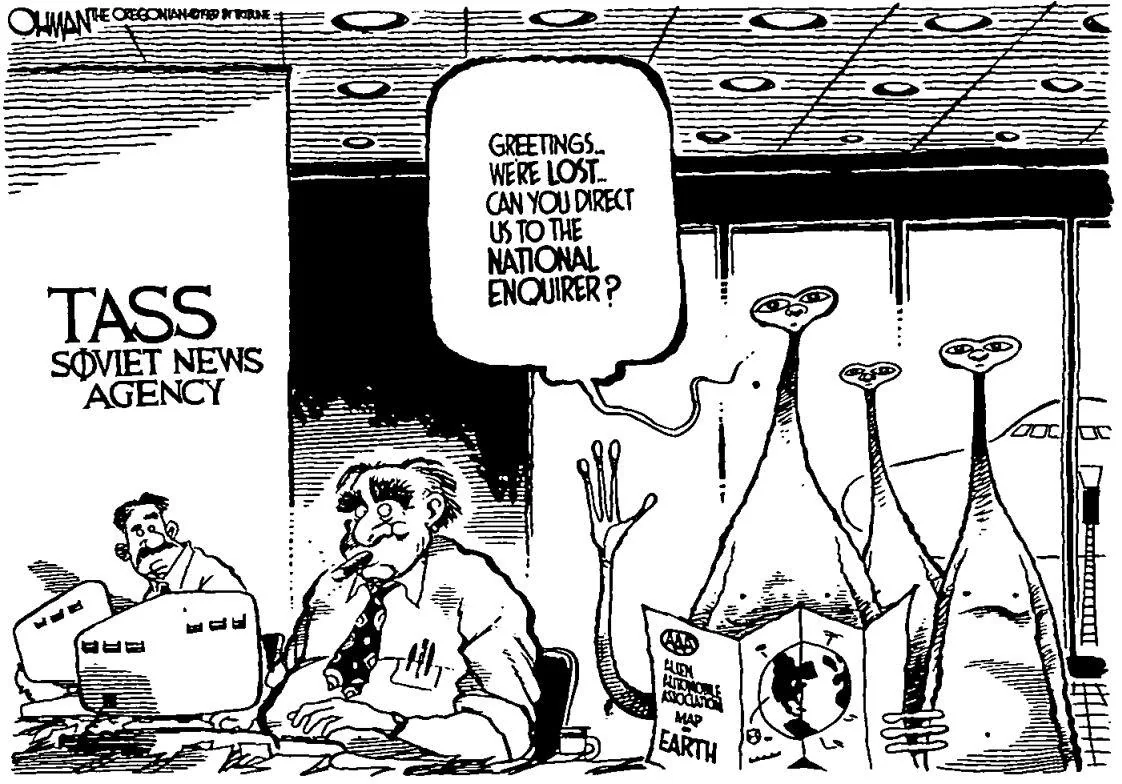 OHMAN THE OREGONIAN
GREETINGS...
WE'RE LOST...
CAN YOU DIRECT
US TO THE
NATIONAL
ENQUIRER?
TASS
SOVIET NEWS
AGENCY
AAA
ALIEN
AUTOMOBILE
ASSOCIATION
MAP
OF
EARTH